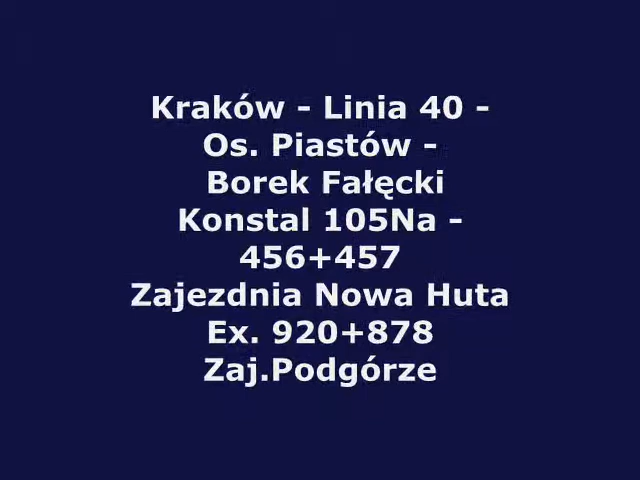 Kraków - Linia 40 -
Os. Piastów -
Borek Fałęcki
Konstal 105Na -
456+457
Zajezdnia Nowa Huta
Ex. 920+878
Zaj.Podgórze